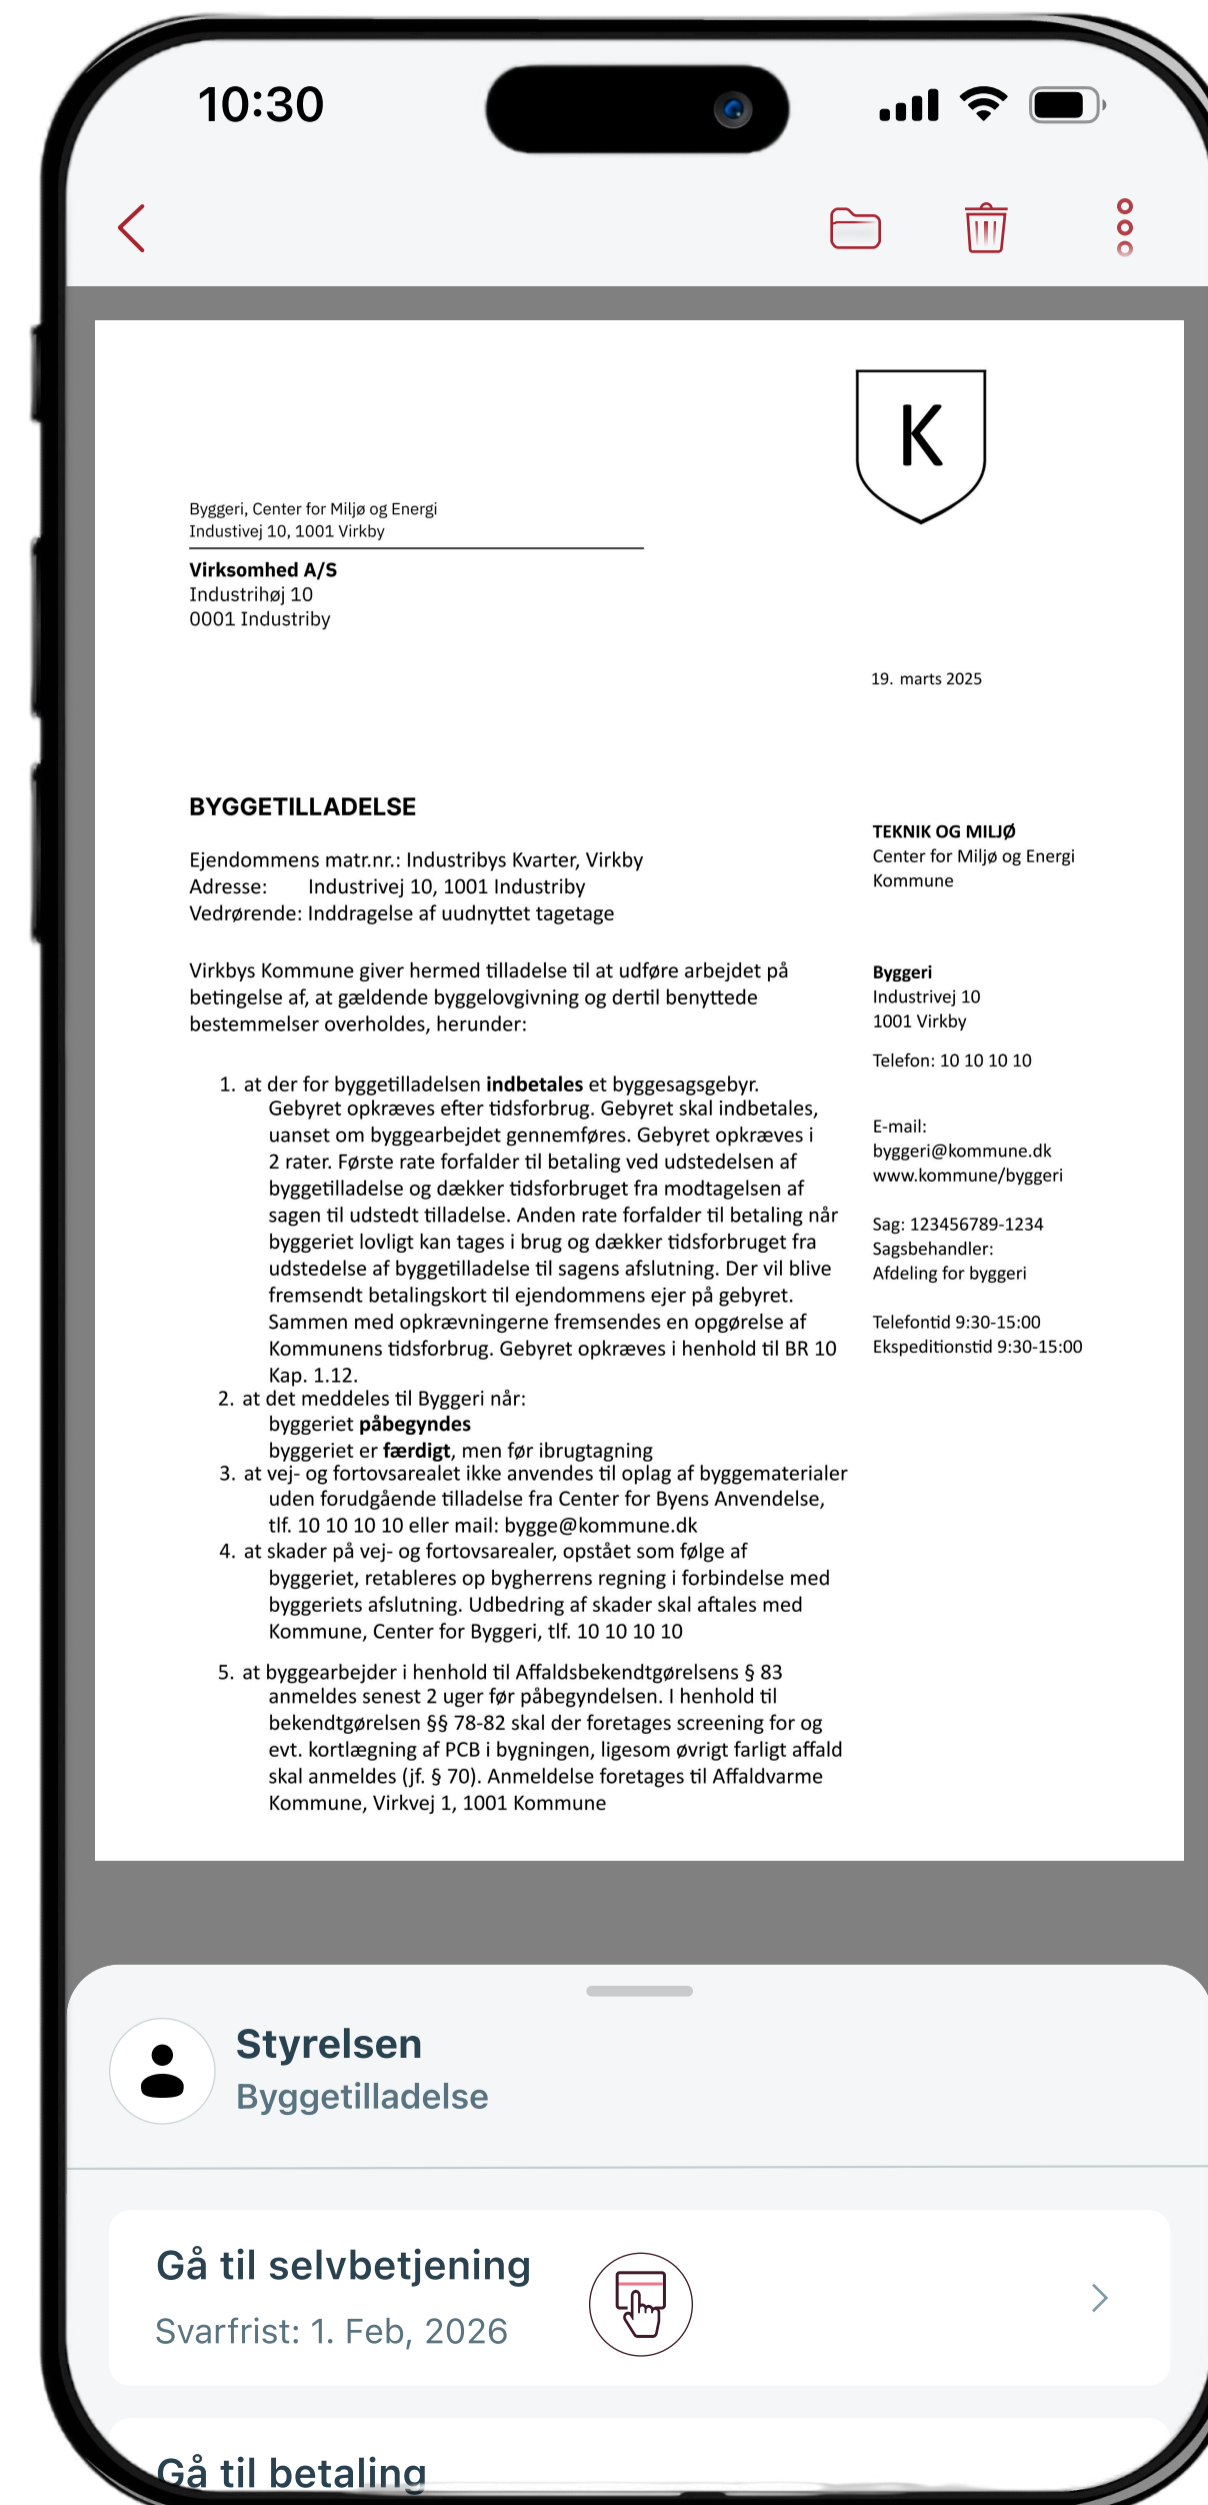 10:30
K
Byggeri, Center for Miljø og Energi
Industivej 10, 1001 Virkby
Virksomhed A/S
Industrihøj 10
0001 Industriby
19. marts 2025
BYGGETILLADELSE
Ejendommens matr.nr.: Industribys Kvarter, Virkby
Adresse: Industrivej 10, 1001 Industriby
Vedrørende: Inddragelse af uudnyttet tagetage
Virkbys Kommune giver hermed tilladelse til at udføre arbejdet på
betingelse af, at gældende byggelovgivning og dertil benyttede
bestemmelser overholdes, herunder:
1. at der for byggetilladelsen indbetales et byggesagsgebyr.
Gebyret opkræves efter tidsforbrug. Gebyret skal indbetales,
uanset om byggearbejdet gennemføres. Gebyret opkræves i
2 rater. Første rate forfalder til betaling ved udstedelsen af
byggetilladelse og dækker tidsforbruget fra modtagelsen af
sagen til udstedt tilladelse. Anden rate forfalder til betaling når
byggeriet lovligt kan tages i brug og dækker tidsforbruget fra
udstedelse af byggetilladelse til sagens afslutning. Der vil blive
fremsendt betalingskort til ejendommens ejer på gebyret.
Sammen med opkrævningerne fremsendes en opgørelse af
Kommunens tidsforbrug. Gebyret opkræves i henhold til BR 10
Kap. 1.12.
2. at det meddeles til Byggeri når:
byggeriet påbegyndes
byggeriet er færdigt, men før ibrugtagning
3. at vej- og fortovsarealet ikke anvendes til oplag af byggematerialer
uden forudgående tilladelse fra Center for Byens Anvendelse,
tlf. 10 10 10 10 eller mail: bygge@kommune.dk
4. at skader på vej- og fortovsarealer, opstået som følge af
byggeriet, retableres op bygherrens regning i forbindelse med
byggeriets afslutning. Udbedring af skader skal aftales med
Kommune, Center for Byggeri, tlf. 10 10 10 10
5. at byggearbejder i henhold til Affaldsbekendtgørelsens § 83
anmeldes senest 2 uger før påbegyndelsen. I henhold til
bekendtgørelsen §§ 78-82 skal der foretages screening for og
evt. kortlægning af PCB i bygningen, ligesom øvrigt farligt affald
skal anmeldes (jf. § 70). Anmeldelse foretages til Affaldvarme
Kommune, Virkvej 1, 1001 Kommune
TEKNIK OG MILJØ
Center for Miljø og Energi
Kommune
Byggeri
Industrivej 10
1001 Virkby
Telefon: 10 10 10 10
E-mail:
byggeri@kommune.dk
www.kommune/byggeri
Sag: 123456789-1234
Sagsbehandler:
Afdeling for byggeri
Telefontid 9:30-15:00
Ekspeditionstid 9:30-15:00
Styrelsen
Byggetilladelse
Gå til selvbetjening
Svarfrist: 1. Feb, 2026
Gå til betaling